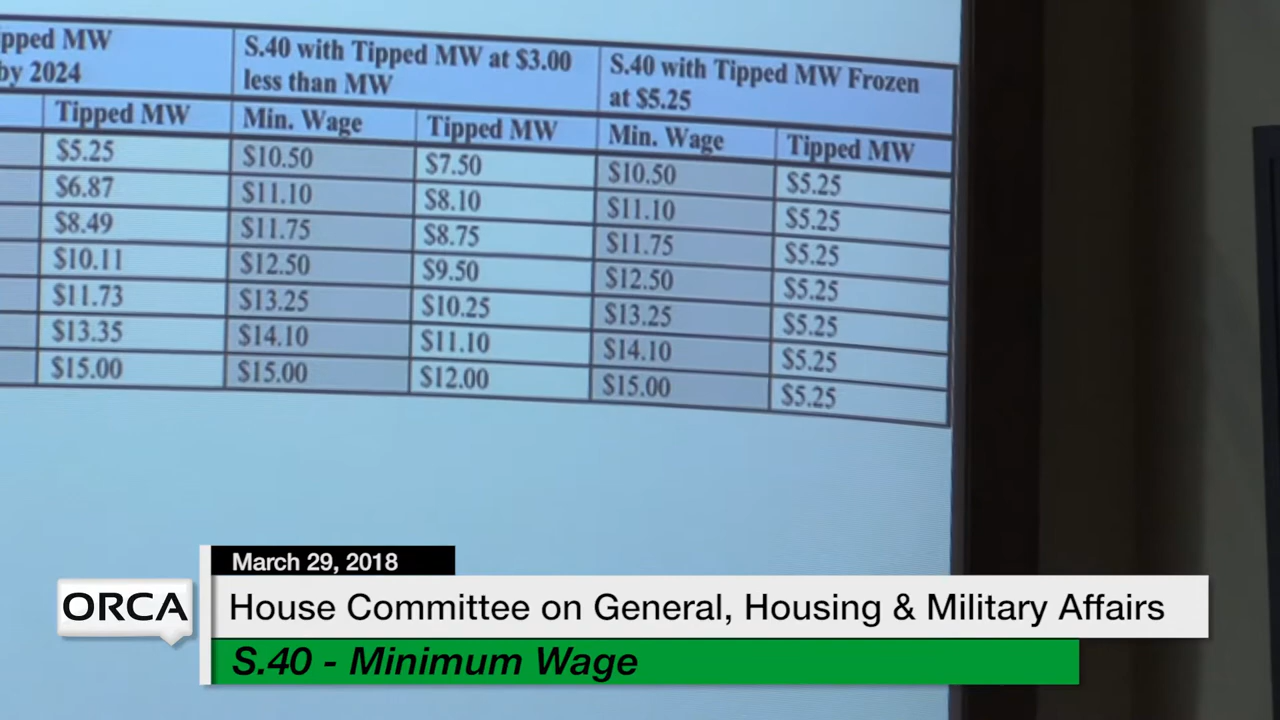 pped MW
by 2024
S.40 with Tipped MW at $3.00
less than MW
S.40 with Tipped MW Frozen
at $5.25
Tipped MW Min. Wage Tipped MW Min. Wage Tipped MW
$5.25 $10.50 $7.50 $10.50 $5.25
$6.87 $11.10 $8.10 $11.10 $5.25
$8.49 $11.75 $8.75 $11.75 $5.25
$10.11 $12.50 $9.50 $12.50 $5.25
$11.73 $13.25 $10.25 $13.25 $5.25
$13.35 $14.10 $11.10 $14.10 $5.25
$15.00 $15.00 $12.00 $15.00 $5.25
March 29, 2018
ORCA
House Committee on General, Housing & Military Affairs
S.40 - Minimum Wage